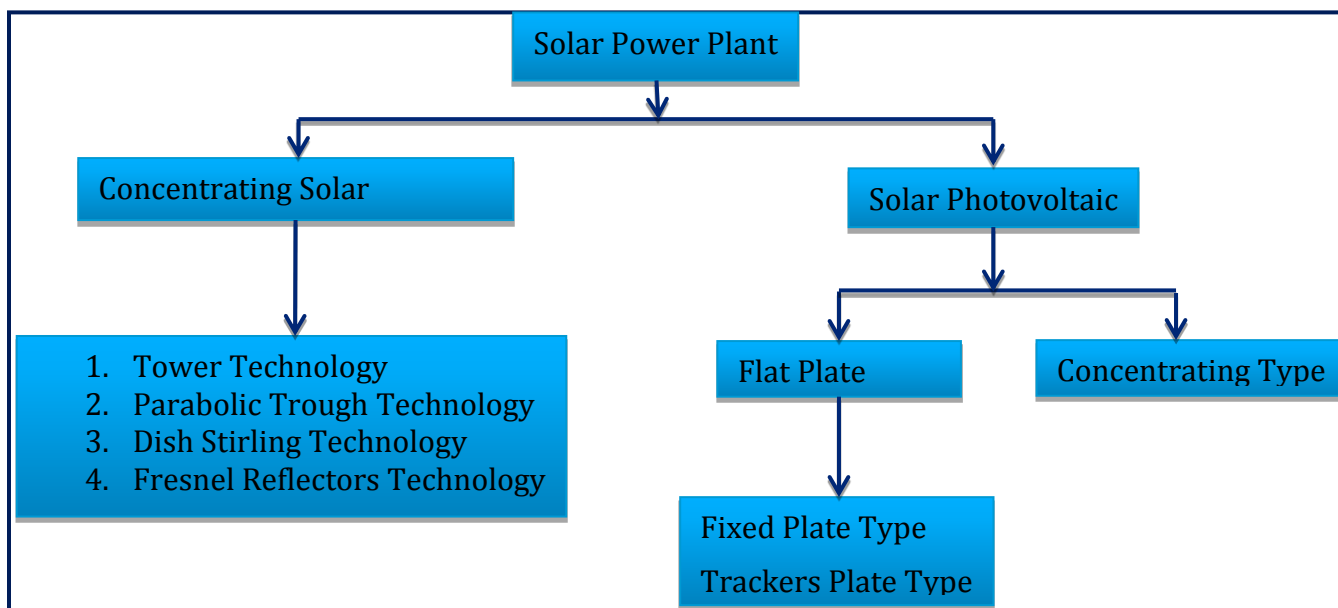 Solar Power Plant
Concentrating Solar
Solar Photovoltaic
1. Tower Technology
2. Parabolic Trough Technology
3. Dish Stirling Technology
4. Fresnel Reflectors Technology
Flat Plate
Concentrating Type
Fixed Plate Type
Trackers Plate Type